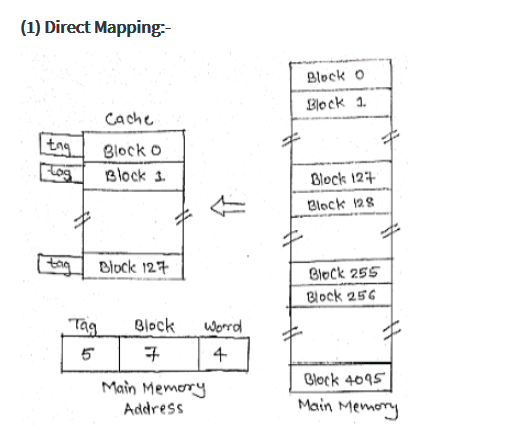 (1) Direct Mapping:-
Cache
tag
Block 0
tag
Block 1
tag
Block 127
Block 0
Block 1
Block 127
Block 128
Block 255
Block 256
Block 4095
Main Memory
Tag Block Word
5 7 4
Main Memory
Address